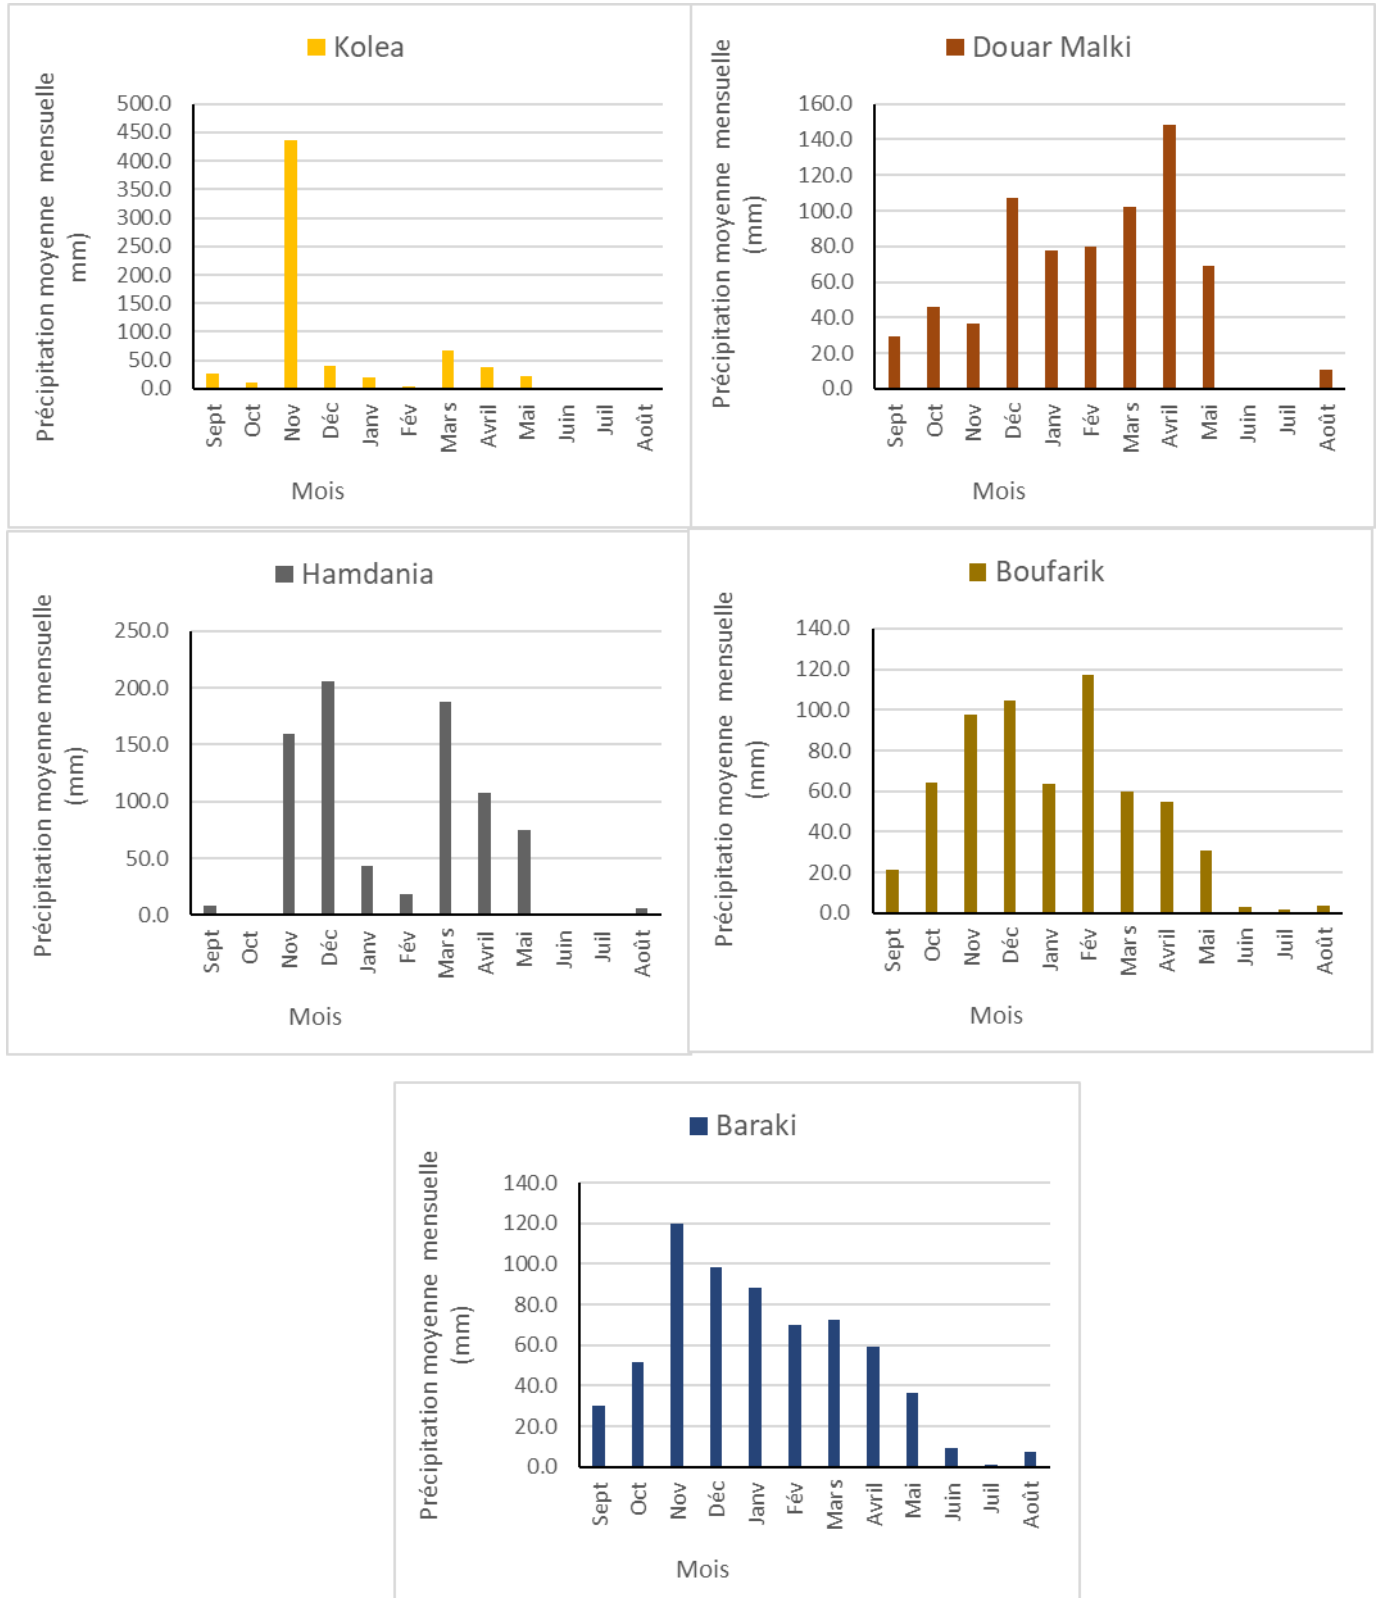 Kolea
Précipitation moyenne mensuelle
mm)
500.0
450.0
400.0
350.0
300.0
250.0
200.0
150.0
100.0
50.0
0.0
Sept
Oct
Nov
Déc
Janv
Fév
Mars
Avril
Mai
Juin
Juil
Août
Mois
Douar Malki
Précipitation moyenne mensuelle
(mm)
160.0
140.0
120.0
100.0
80.0
60.0
40.0
20.0
0.0
Sept
Oct
Nov
Déc
Janv
Fév
Mars
Avril
Mai
Juin
Juil
Août
Mois
Hamdania
Précipitation moyenne mensuelle
(mm)
250.0
200.0
150.0
100.0
50.0
0.0
Sept
Oct
Nov
Déc
Janv
Fév
Mars
Avril
Mai
Juin
Juil
Août
Mois
Boufarik
Précipitatio moyenne mensuelle
(mm)
140.0
120.0
100.0
80.0
60.0
40.0
20.0
0.0
Sept
Oct
Nov
Déc
Janv
Fév
Mars
Avril
Mai
Juin
Juil
Août
Mois
Baraki
Précipitation moyenne mensuelle
(mm)
140.0
120.0
100.0
80.0
60.0
40.0
20.0
0.0
Sept
Oct
Nov
Déc
Janv
Fév
Mars
Avril
Mai
Juin
Juil
Août
Mois